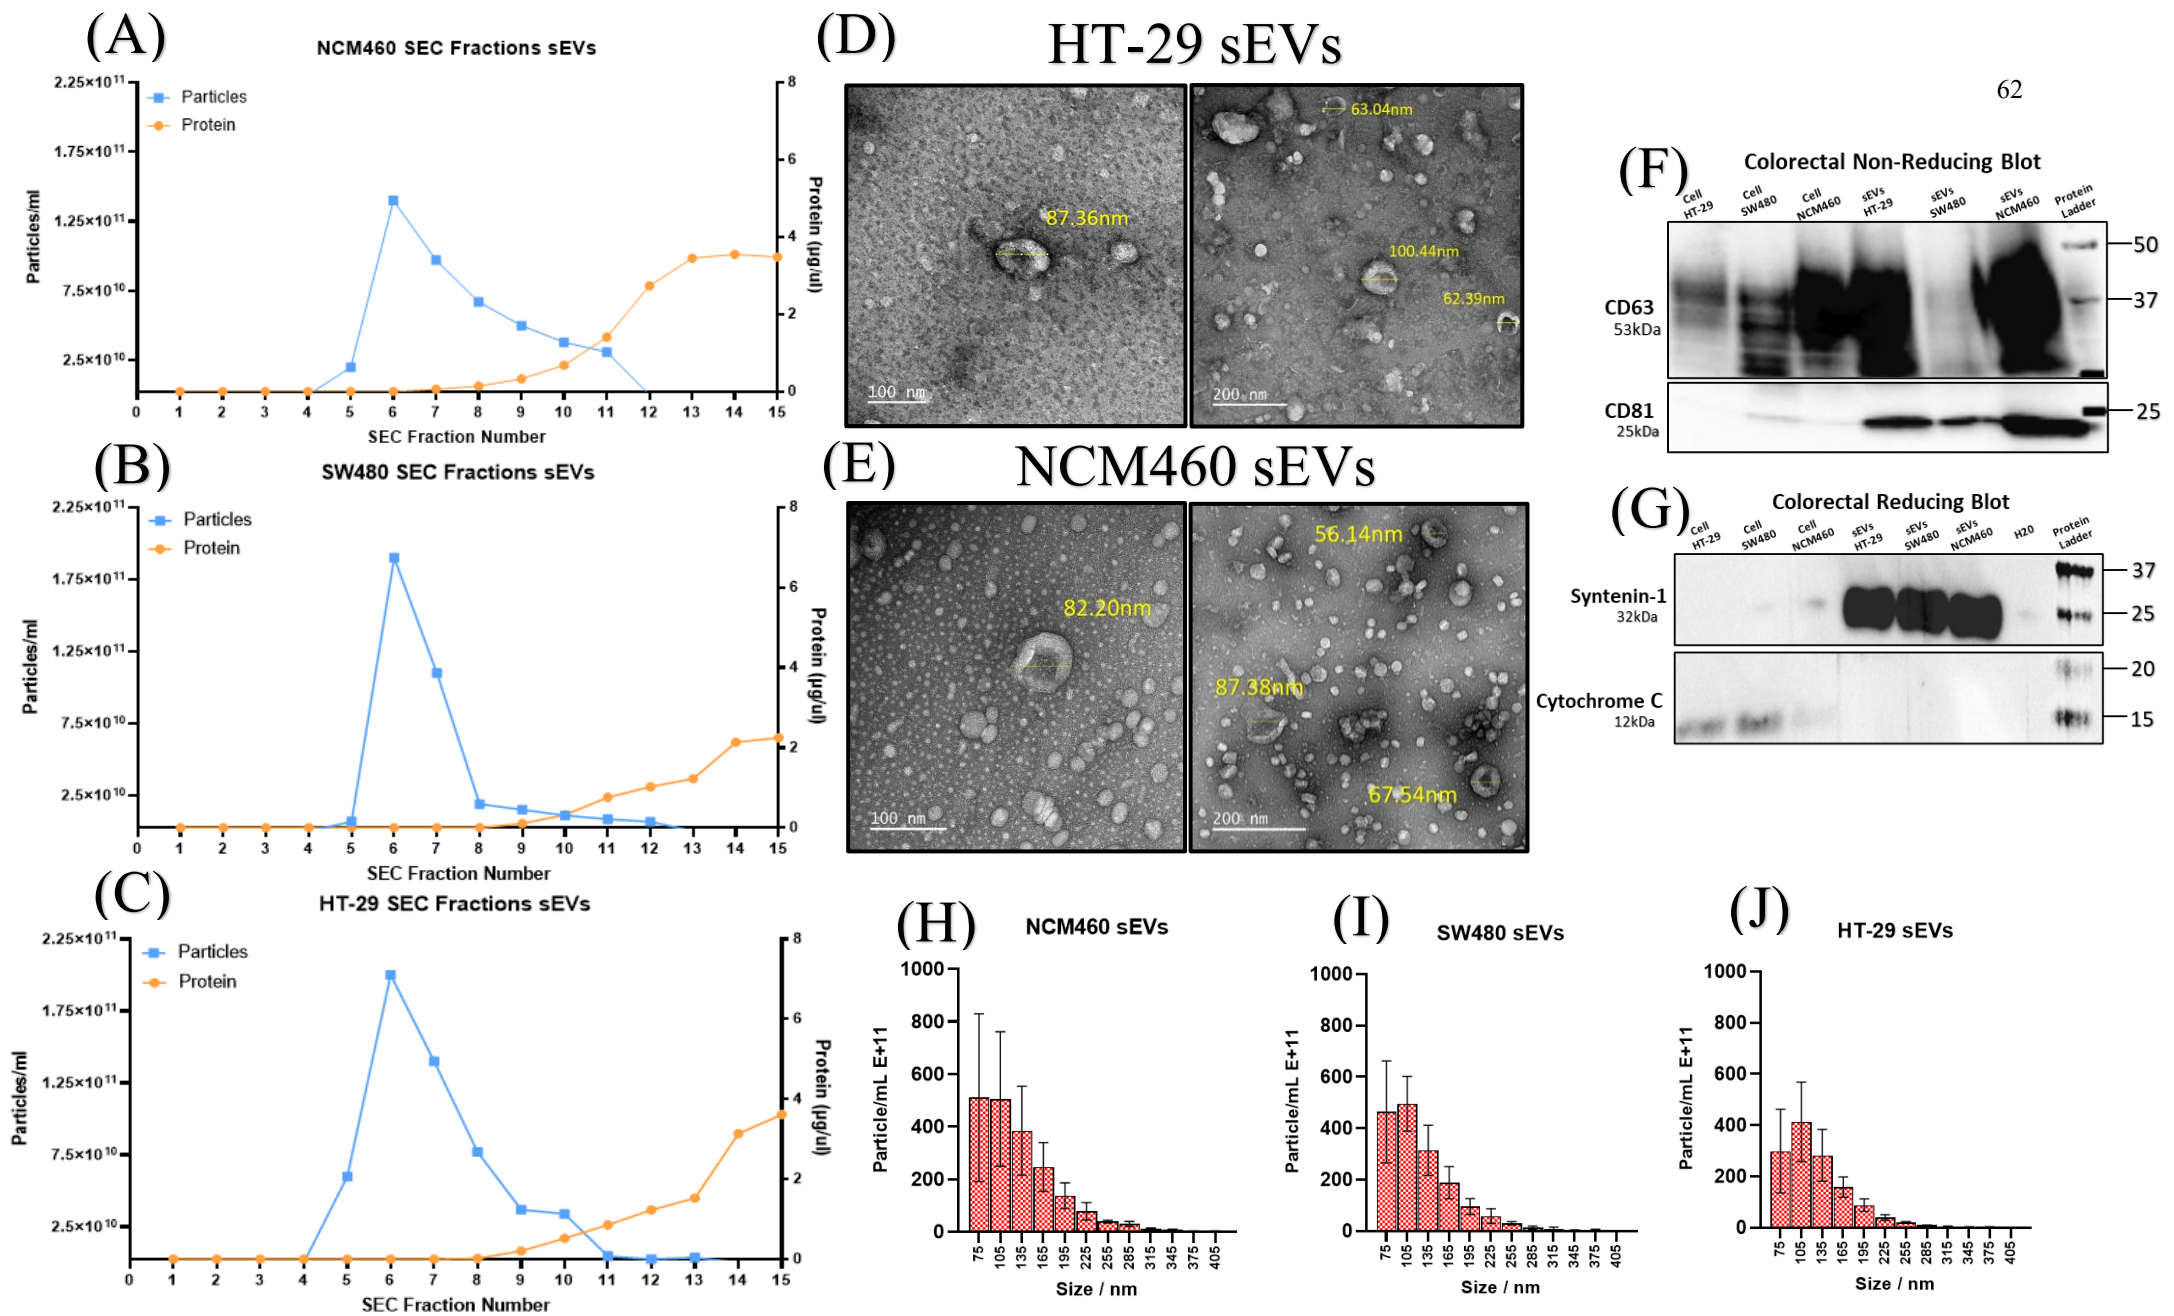 (A)
NCM460 SEC Fractions sEVs
Particles
Protein
2.25×10¹¹
1.75×10¹¹
1.25×10¹¹
7.5×10¹⁰
2.5×10¹⁰
Particles/ml
8
6
4
2
0
Protein (µg/ul)
0 1 2 3 4 5 6 7 8 9 10 11 12 13 14 15
SEC Fraction Number
(B)
SW480 SEC Fractions sEVs
Particles
Protein
2.25×10¹¹
1.75×10¹¹
1.25×10¹¹
7.5×10¹⁰
2.5×10¹⁰
Particles/ml
8
6
4
2
0
Protein (µg/ul)
0 1 2 3 4 5 6 7 8 9 10 11 12 13 14 15
SEC Fraction Number
(C)
HT-29 SEC Fractions sEVs
Particles
Protein
2.25×10¹¹
1.75×10¹¹
1.25×10¹¹
7.5×10¹⁰
2.5×10¹⁰
Particles/ml
8
6
4
2
0
Protein (µg/ul)
0 1 2 3 4 5 6 7 8 9 10 11 12 13 14 15
SEC Fraction Number
(D)
HT-29 sEVs
87.36nm
100 nm
63.04nm
100.44nm
62.39nm
200 nm
(E)
NCM460 sEVs
82.20nm
100 nm
56.14nm
87.38nm
67.54nm
200 nm
62
(F)
Colorectal Non-Reducing Blot
Cell HT-29
Cell SW480
Cell NCM460
sEVs HT-29
sEVs SW480
sEVs NCM460
Protein Ladder
CD63
53kDa
50
37
CD81
25kDa
25
(G)
Colorectal Reducing Blot
Cell HT-29
Cell SW480
Cell NCM460
sEVs HT-29
sEVs SW480
sEVs NCM460
H20
Protein Ladder
Syntenin-1
32kDa
37
25
Cytochrome C
12kDa
20
15
(H)
NCM460 sEVs
1000
800
600
400
200
0
Particle/mL E+11
75 105 135 165 195 225 255 285 315 345 375 405
Size / nm
(I)
SW480 sEVs
1000
800
600
400
200
0
Particle/mL E+11
75 105 135 165 195 225 255 285 315 345 375 405
Size / nm
(J)
HT-29 sEVs
1000
800
600
400
200
0
Particle/mL E+11
75 105 135 165 195 225 255 285 315 345 375 405
Size / nm